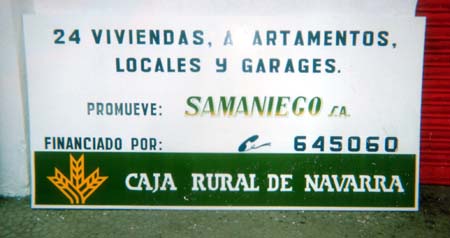 24 VIVIENDAS, A ARTAMENTOS,
LOCALES Y GARAGES.
PROMUEVE: SAMANIEGO S.A.
FINANCIADO POR: 645060
CAJA RURAL DE NAVARRA